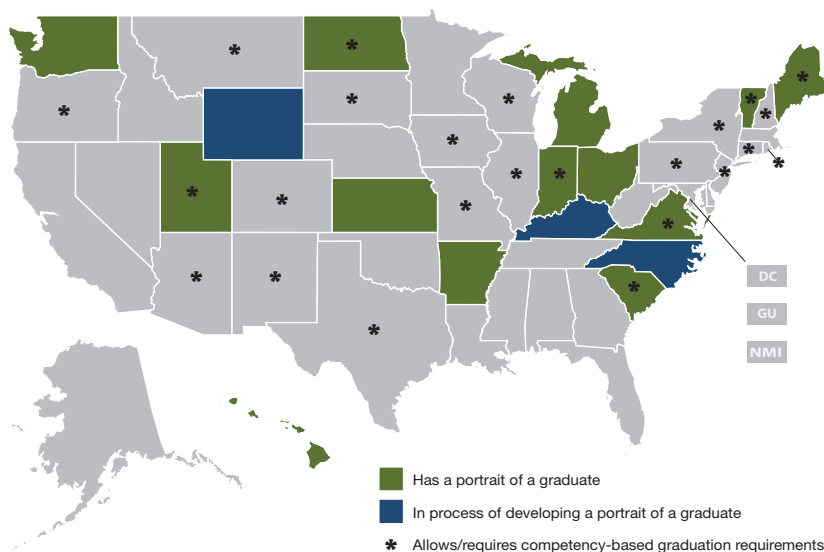 DC
GU
NMI
Has a portrait of a graduate
In process of developing a portrait of a graduate
* Allows/requires competency-based graduation requirements